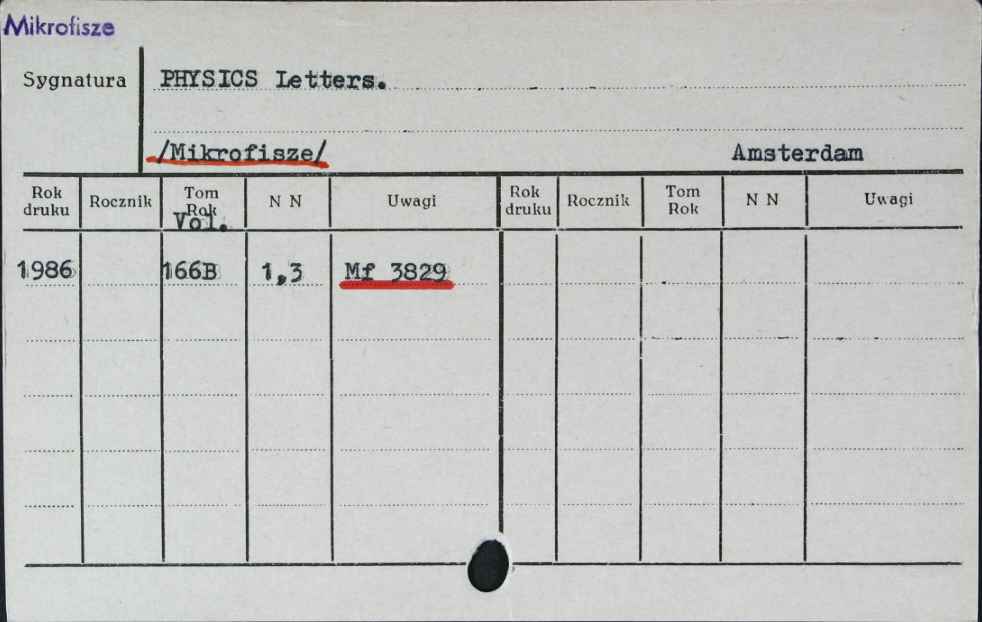 Mikrofisze
Sygnatura PHYSICS Letters.
/Mikrofisze/ Amsterdam
Rok druku Rocznik Tom Rok Vol. N N Uwagi Rok druku Rocznik Tom Rok N N Uwagi
1986 166B 1,3 Mf 3829